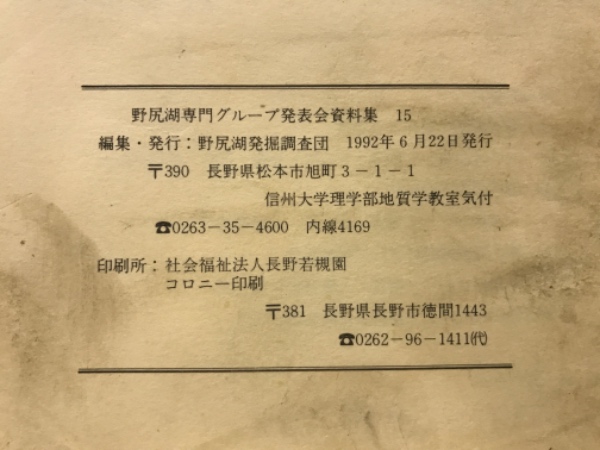 野尻湖専門グループ発表会資料集 15
編集・発行：野尻湖発掘調査団 1992年6月22日発行
〒390 長野県松本市旭町3－1－1
信州大学理学部地質学教室気付
☎0263－35－4600 内線4169
印刷所：社会福祉法人長野若槻園
コロニー印刷
〒381 長野県長野市徳間1443
☎0262－96－1411㈹